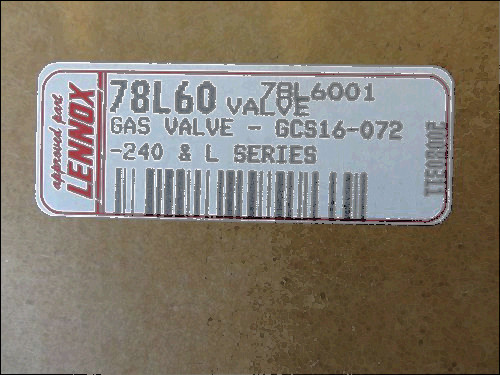 approved part
LENNOX
78L60 VALVE 78L6001
GAS VALVE - GCS16-072
-240 & L SERIES